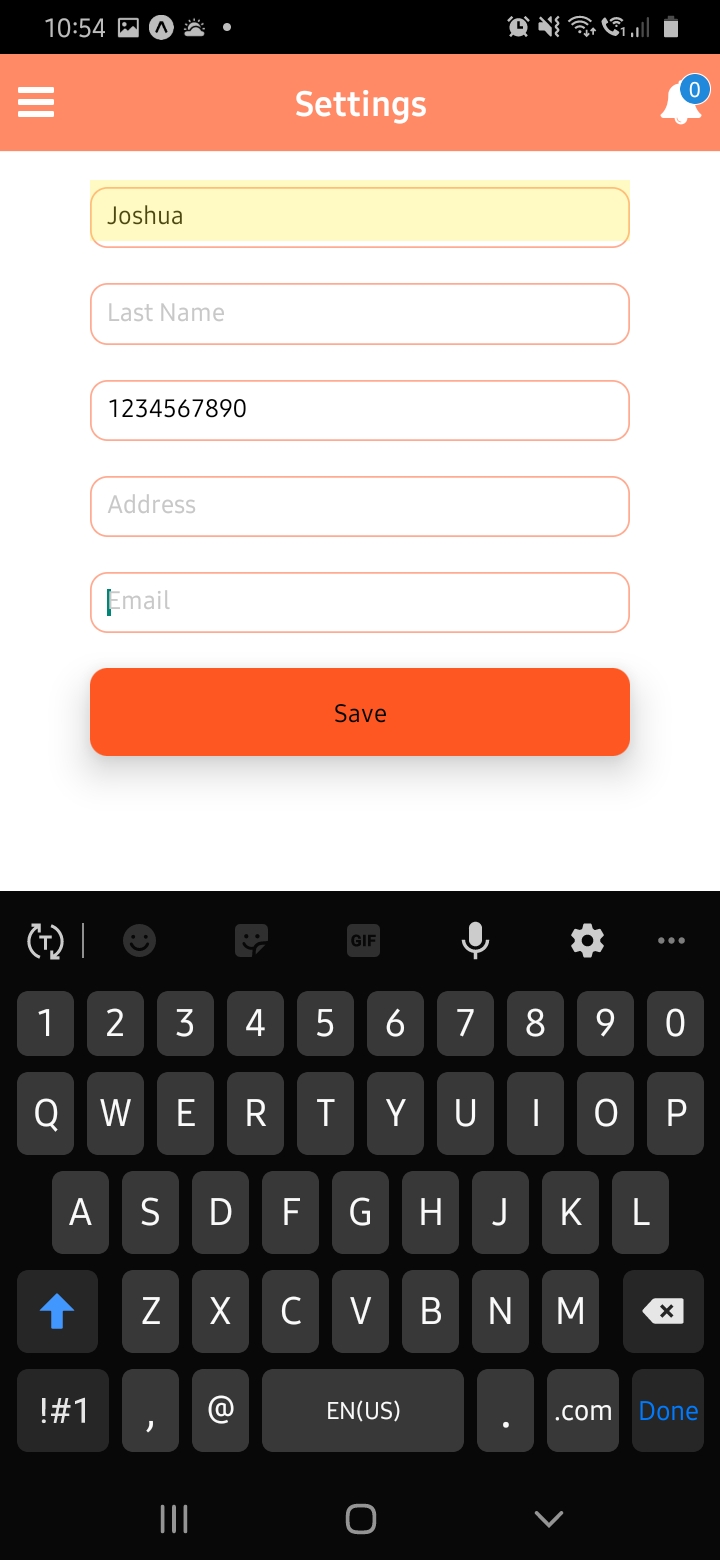 10:54
Settings
0
Joshua
Last Name
1234567890
Address
Email
Save
T
GIF
1 2 3 4 5 6 7 8 9 0
Q W E R T Y U I O P
A S D F G H J K L
Z X C V B N M
!#1 , @ EN(US) . .com Done